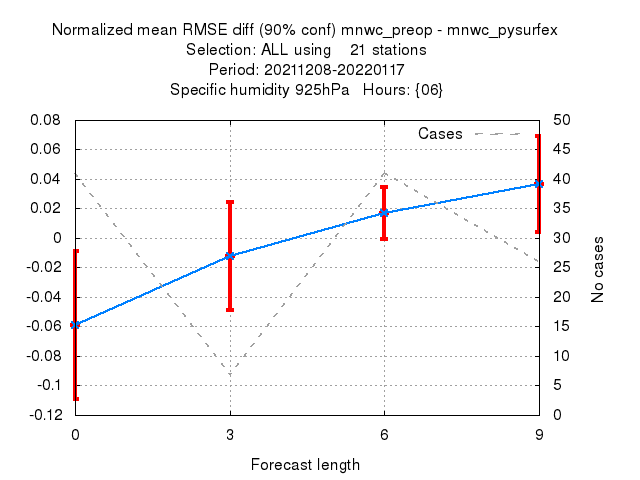 Normalized mean RMSE diff (90% conf) mnwc_preop - mnwc_pysurfex
Selection: ALL using    21 stations
Period: 20211208-20220117
Specific humidity 925hPa   Hours: {06}
Cases
0.08
0.06
0.04
0.02
0
-0.02
-0.04
-0.06
-0.08
-0.1
-0.12
50
45
40
35
30
25
20
15
10
5
0
No cases
0 3 6 9
Forecast length